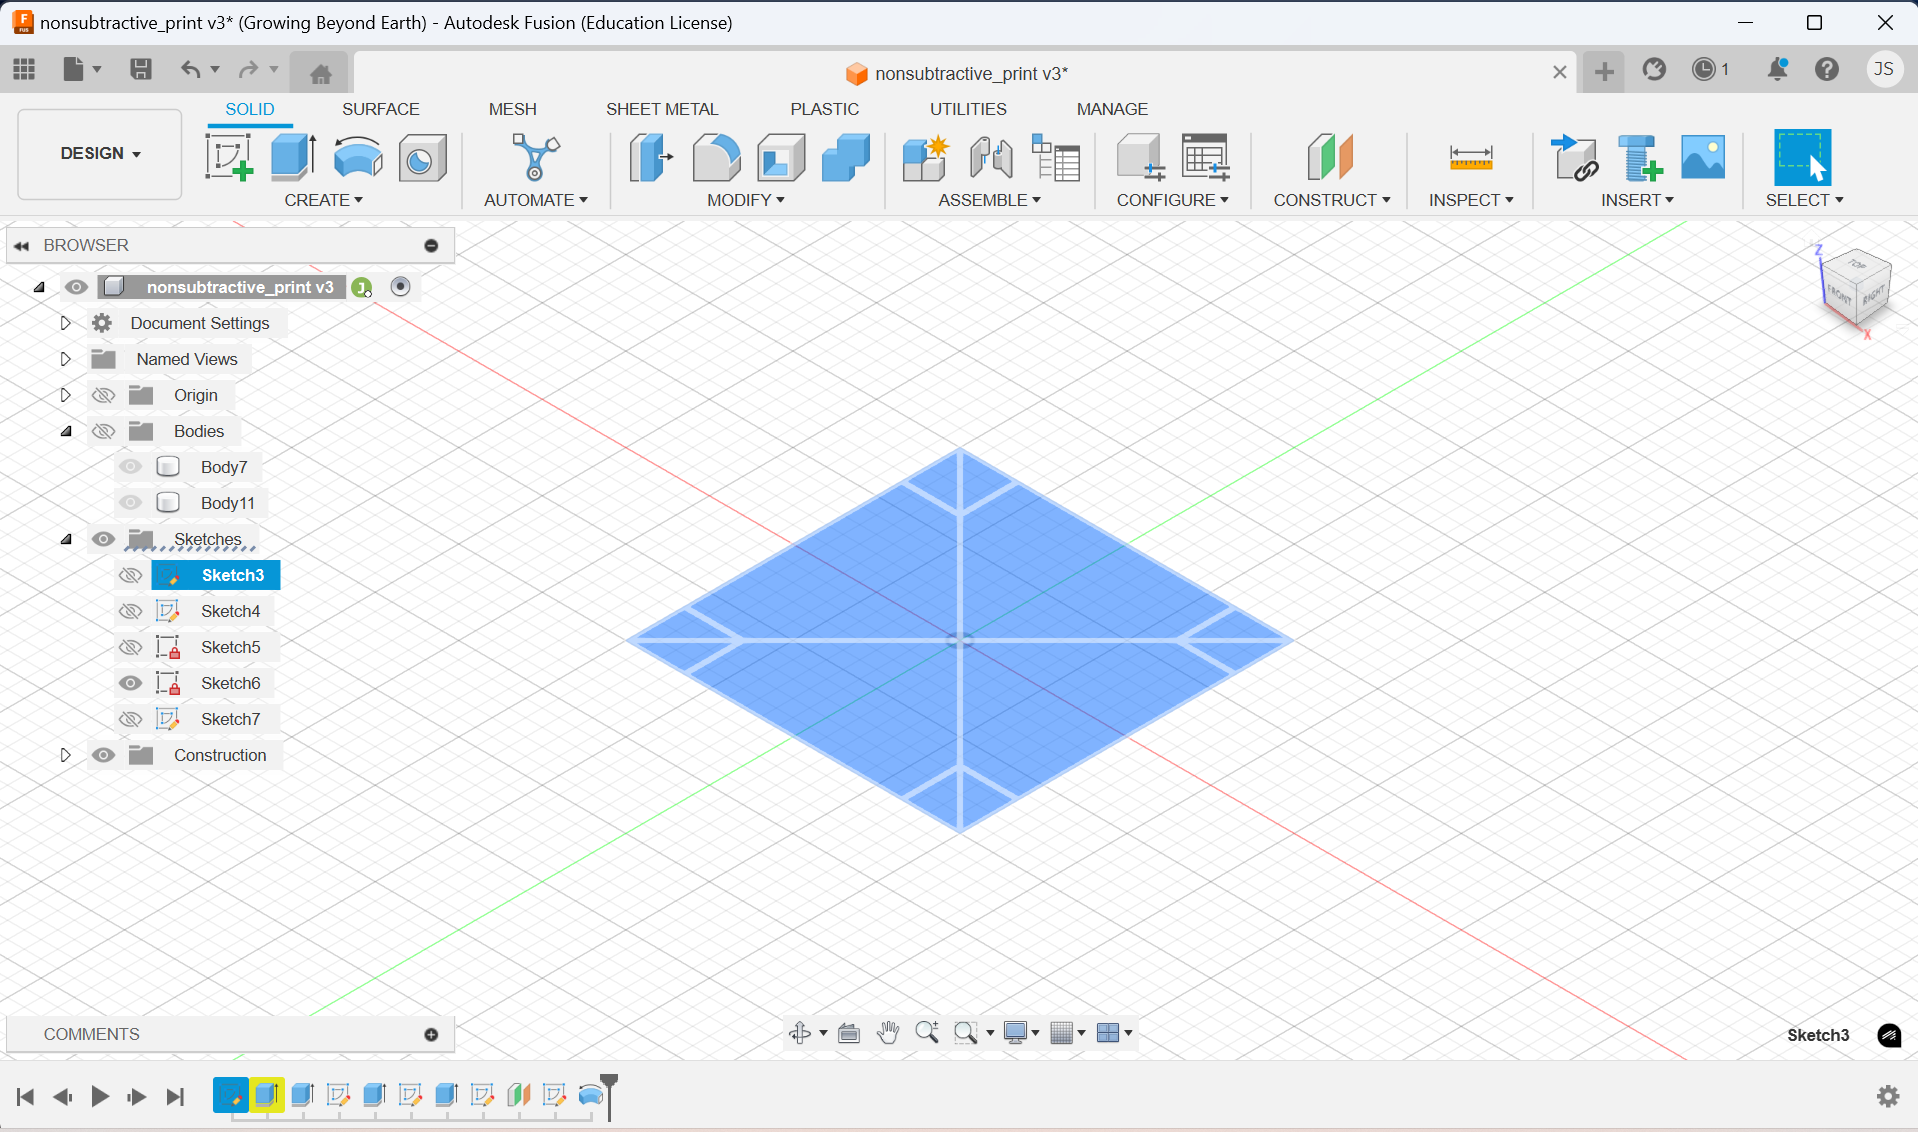 nonsubtractive_print v3* (Growing Beyond Earth) - Autodesk Fusion (Education License)
nonsubtractive_print v3*
1
JS
DESIGN
SOLID
SURFACE
MESH
SHEET METAL
PLASTIC
UTILITIES
MANAGE
CREATE
AUTOMATE
MODIFY
ASSEMBLE
CONFIGURE
CONSTRUCT
INSPECT
INSERT
SELECT
BROWSER
nonsubtractive_print v3
J
Document Settings
Named Views
Origin
Bodies
Body7
Body11
Sketches
Sketch3
Sketch4
Sketch5
Sketch6
Sketch7
Construction
Z
TOP
FRONT
RIGHT
X
COMMENTS
Sketch3